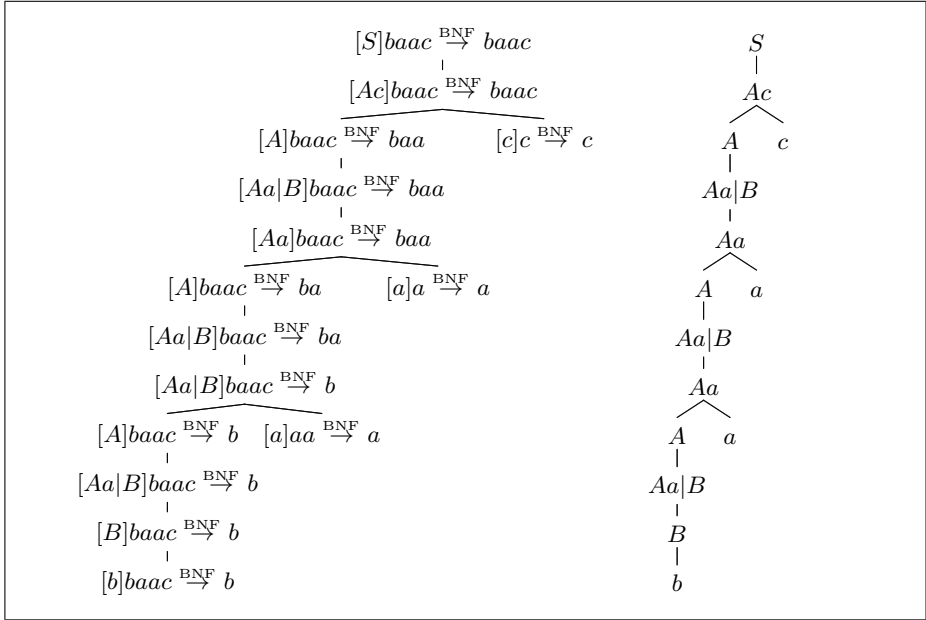 [S]baac BNF→ baac S
[Ac]baac BNF→ baac Ac
[A]baac BNF→ baa [c]c BNF→ c A c
[Aa|B]baac BNF→ baa Aa|B
[Aa]baac BNF→ baa Aa
[A]baac BNF→ ba [a]a BNF→ a A a
[Aa|B]baac BNF→ ba Aa|B
[Aa|B]baac BNF→ b Aa
[A]baac BNF→ b [a]aa BNF→ a A a
[Aa|B]baac BNF→ b Aa|B
[B]baac BNF→ b B
[b]baac BNF→ b b